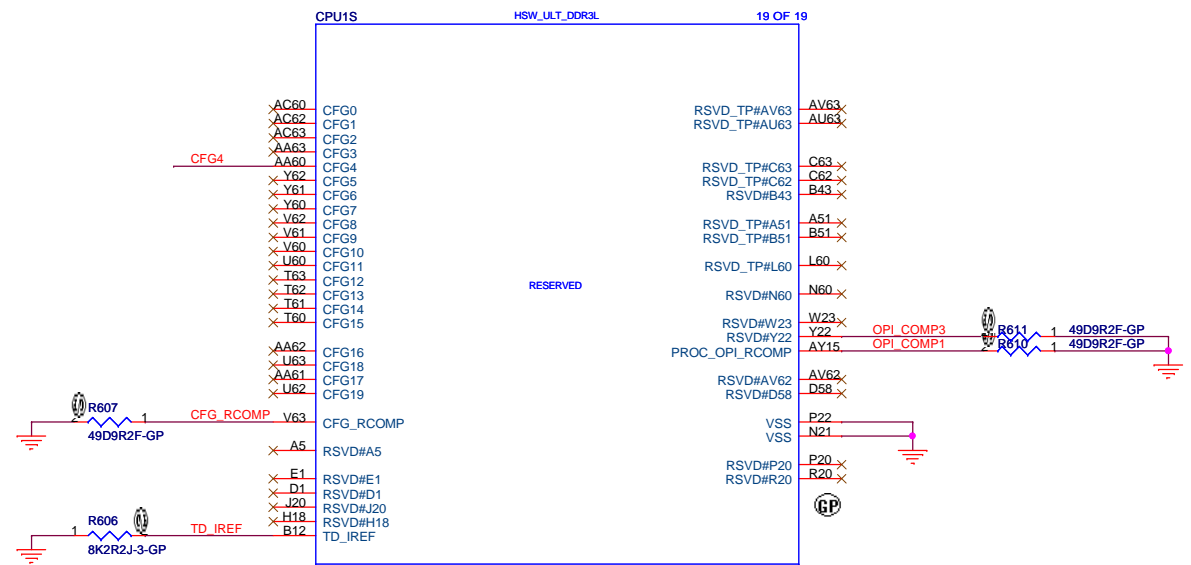 CPU1S HSW_ULT_DDR3L 19 OF 19
AC60 CFG0 RSVD_TP#AV63 AV63
AC62 CFG1 RSVD_TP#AU63 AU63
AC63 CFG2
AA63 CFG3
CFG4 AA60 CFG4 RSVD_TP#C63 C63
Y62 CFG5 RSVD_TP#C62 C62
Y61 CFG6 RSVD#B43 B43
Y60 CFG7
V62 CFG8 RSVD_TP#A51 A51
V61 CFG9 RSVD_TP#B51 B51
V60 CFG10
U60 CFG11 RSVD_TP#L60 L60
T63 CFG12
T62 CFG13 RESERVED RSVD#N60 N60
T61 CFG14
T60 CFG15 RSVD#W23 W23
RSVD#Y22 Y22 OPI_COMP3 R611 1 49D9R2F-GP
AA62 CFG16 PROC_OPI_RCOMP AY15 OPI_COMP1 2 R610 1 49D9R2F-GP
U63 CFG18
AA61 CFG17 RSVD#AV62 AV62
U62 CFG19 RSVD#D58 D58
R607
2 1 CFG_RCOMP V63 CFG_RCOMP VSS P22
49D9R2F-GP VSS N21
A5 RSVD#A5
RSVD#P20 P20
E1 RSVD#E1 RSVD#R20 R20
D1 RSVD#D1
J20 RSVD#J20 GP
H18 RSVD#H18
R606
1 TD_IREF B12 TD_IREF
8K2R2J-3-GP